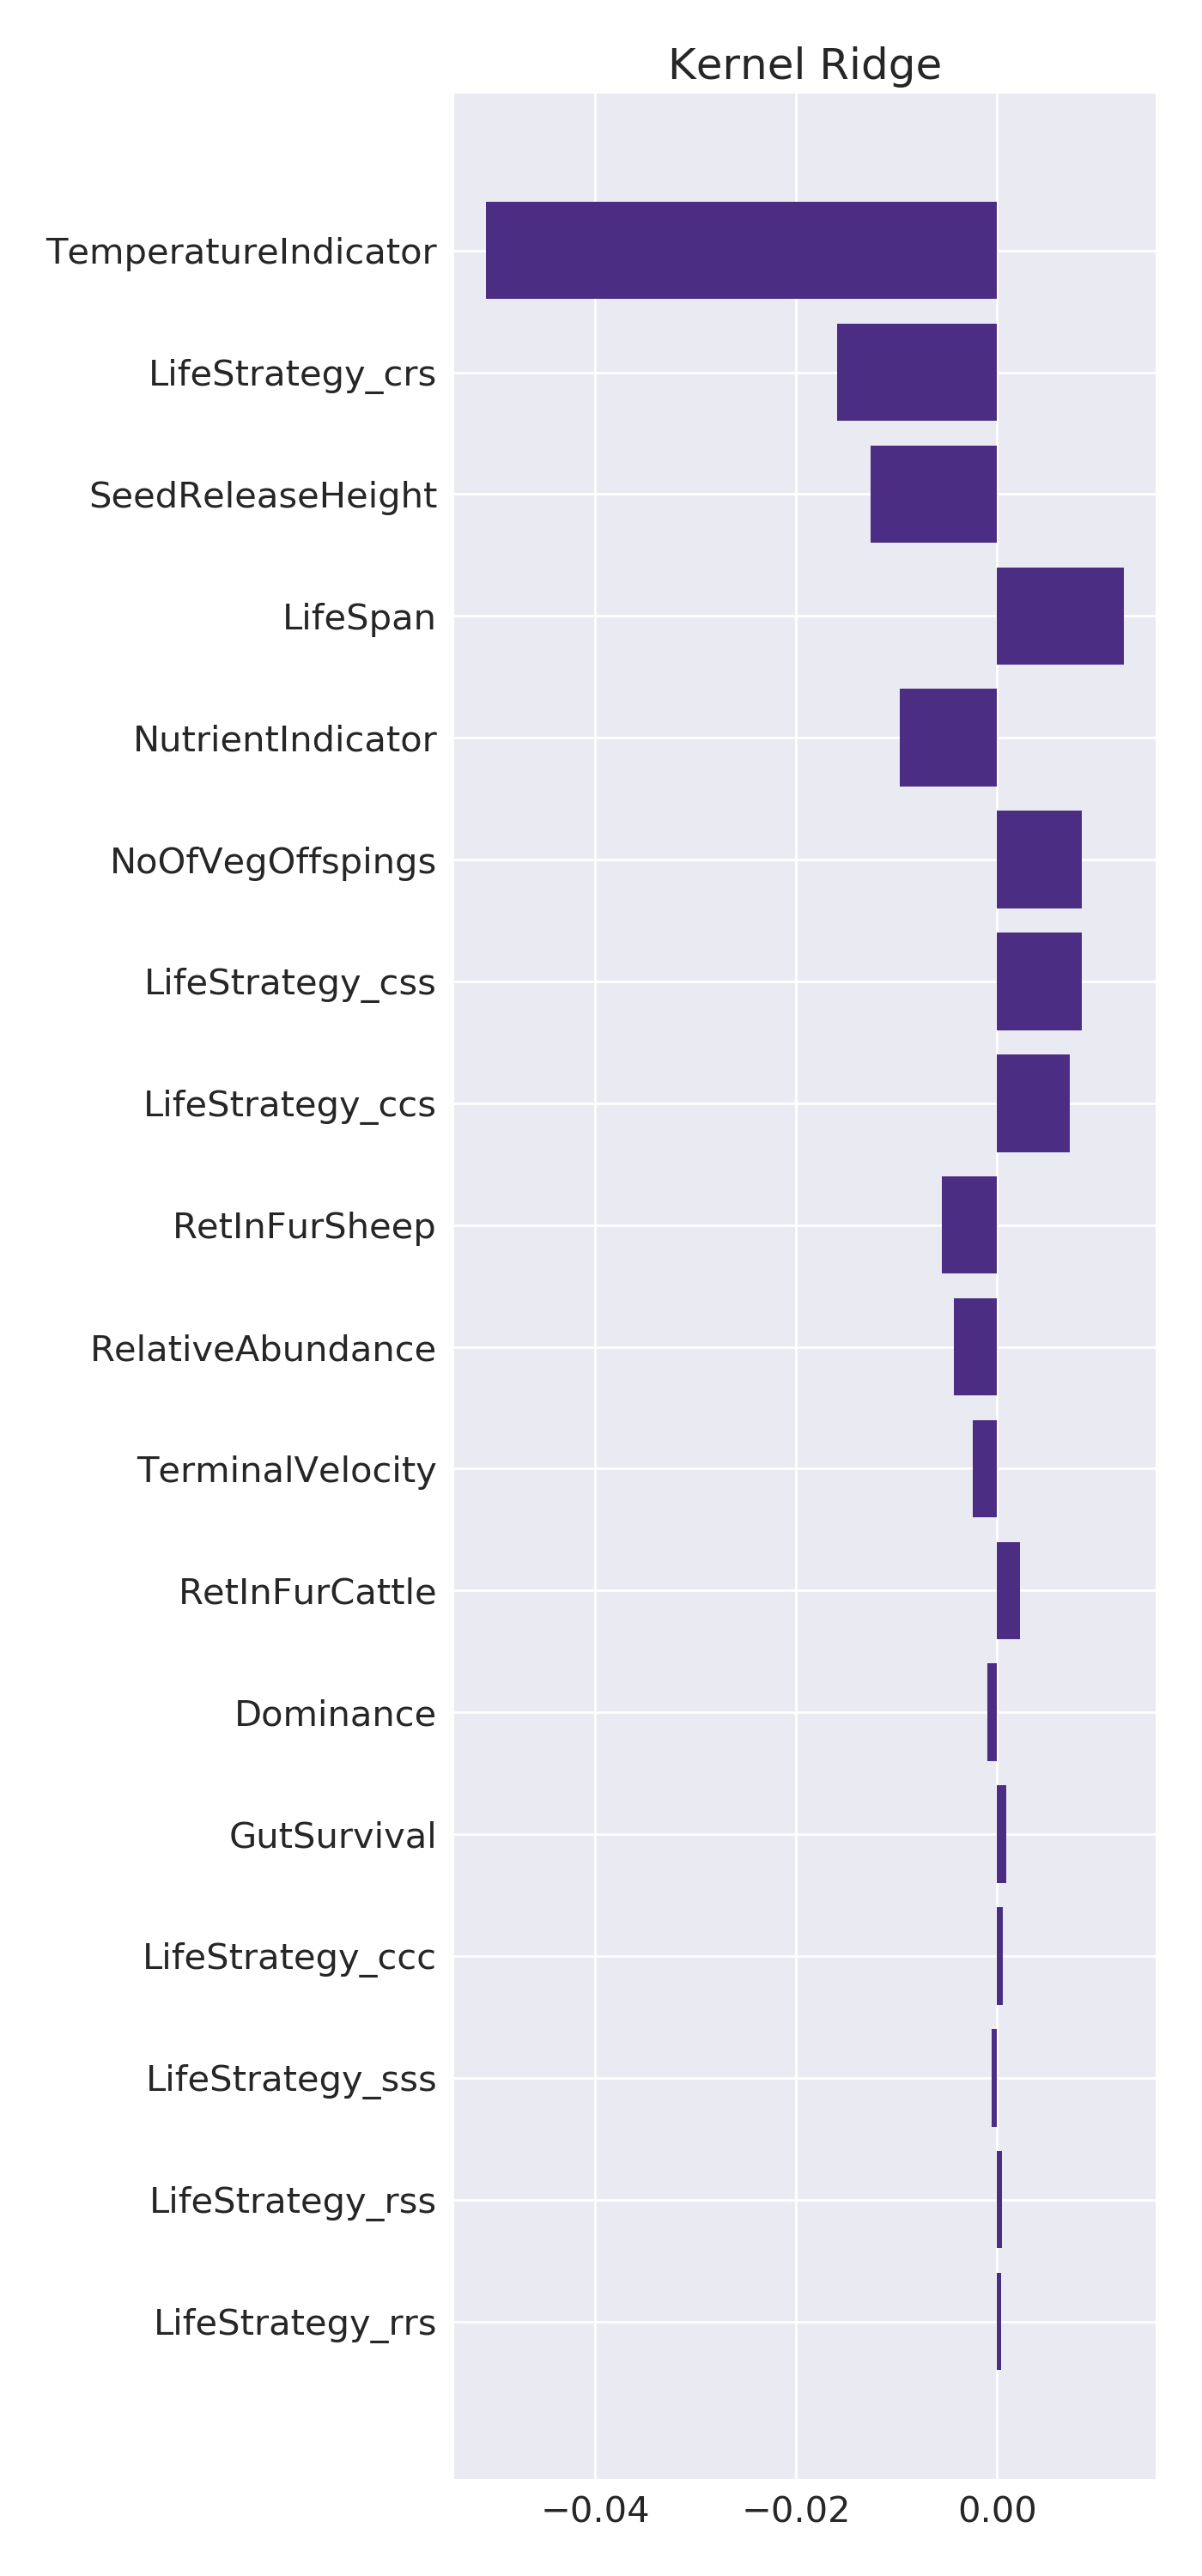 Kernel Ridge
TemperatureIndicator
LifeStrategy_crs
SeedReleaseHeight
LifeSpan
NutrientIndicator
NoOfVegOffspings
LifeStrategy_css
LifeStrategy_ccs
RetInFurSheep
RelativeAbundance
TerminalVelocity
RetInFurCattle
Dominance
GutSurvival
LifeStrategy_ccc
LifeStrategy_sss
LifeStrategy_rss
LifeStrategy_rrs
−0.04 −0.02 0.00